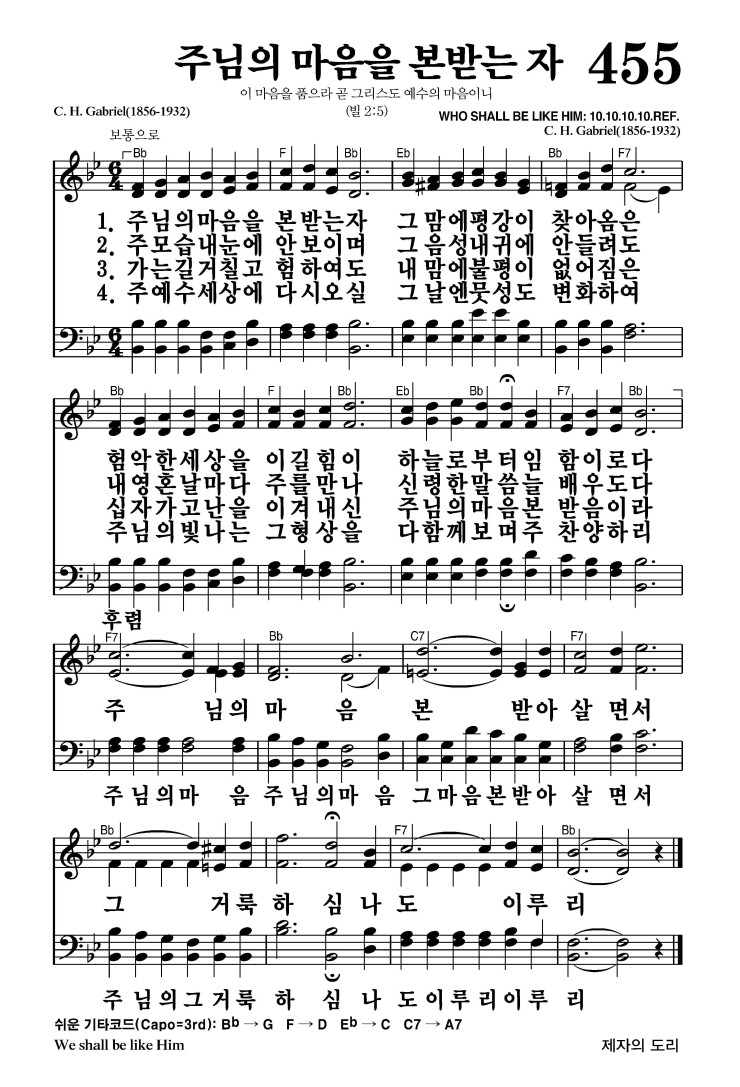 주님의 마음을 본받는 자 455
이 마음을 품으라 곧 그리스도 예수의 마음이니
C. H. Gabriel(1856-1932) (빌 2:5) WHO SHALL BE LIKE HIM: 10.10.10.10.REF.
C. H. Gabriel(1856-1932)
보통으로
Bb F Bb Eb Bb F7
1. 주님의마음을 본받는자 그맘에평강이 찾아옴은
2. 주모습내눈에 안보이며 그음성내귀에 안들려도
3. 가는길거칠고 험하여도 내맘에불평이 없어짐은
4. 주예수세상에 다시오실 그날엔뭇성도 변화하여
Bb F Bb Eb Bb F7 Bb
험악한세상을 이길힘이 하늘로부터임 함이로다
내영혼날마다 주를만나 신령한말씀늘 배우도다
십자가고난을 이겨내신 주님의마음본 받음이라
주님의빛나는 그형상을 다함께보며주 찬양하리
후렴
F7 Bb C7 F7
주 님의 마 음 본 받아 살 면서
주님의마 음 주님의마 음 그마음본받아 살 면서
Bb F7 Bb
그 거룩 하 심 나 도 이루 리
주님의그거룩 하 심 나 도이루리이루 리
쉬운 기타코드(Capo=3rd): Bb → G F → D Eb → C C7 → A7
We shall be like Him 제자의 도리